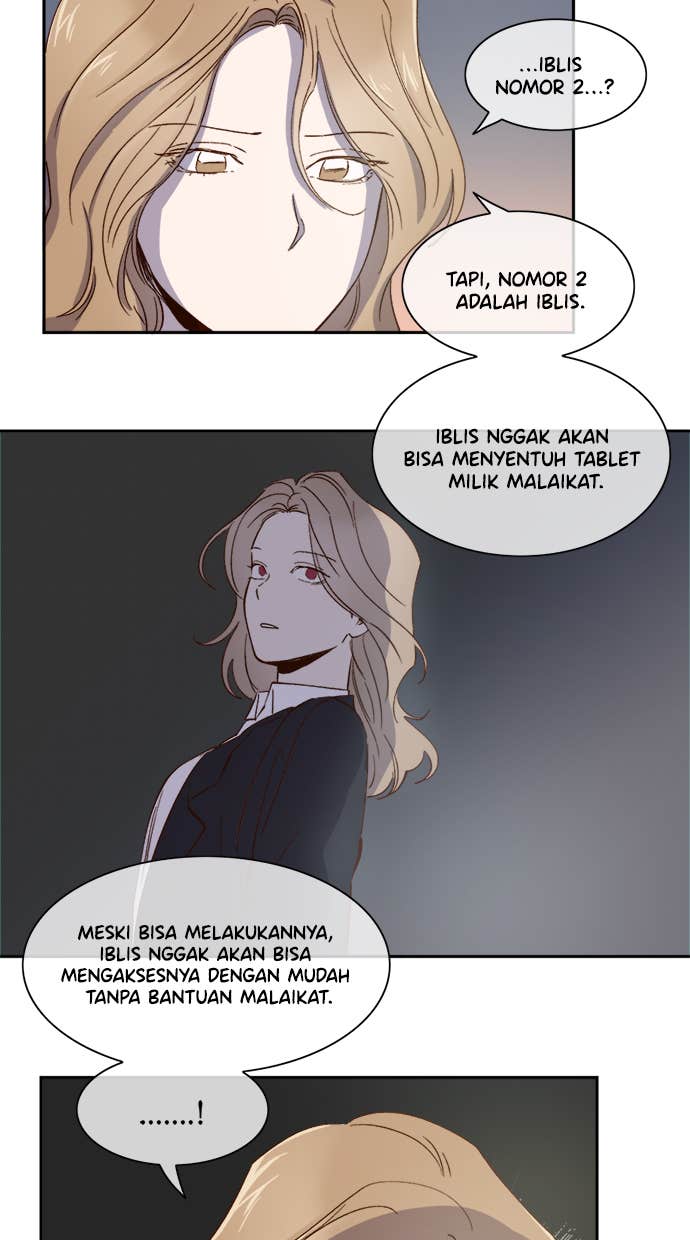 ...IBLIS
NOMOR 2...?
TAPI, NOMOR 2
ADALAH IBLIS.
IBLIS NGGAK AKAN
BISA MENYENTUH TABLET
MILIK MALAIKAT.
MESKI BISA MELAKUKANNYA,
IBLIS NGGAK AKAN BISA
MENGAKSESNYA DENGAN MUDAH
TANPA BANTUAN MALAIKAT.
.......!